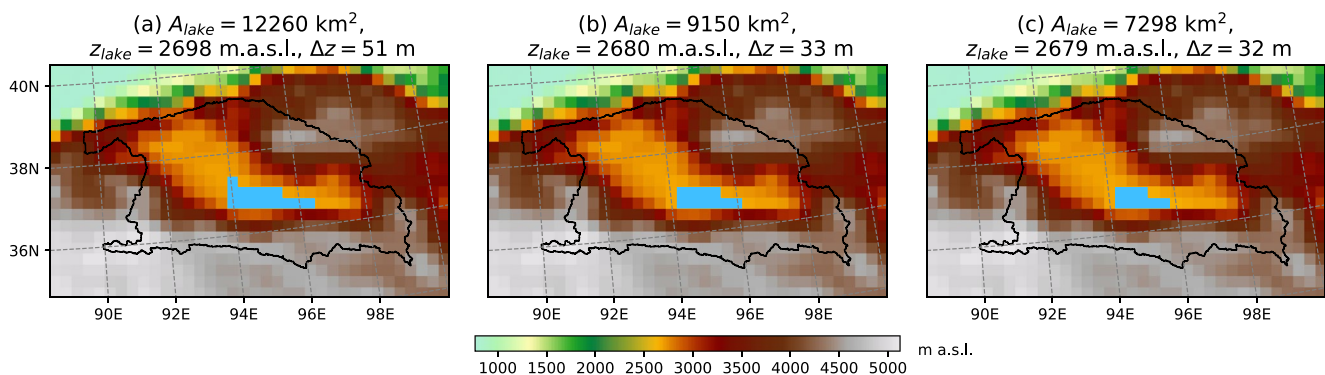 (a) A_lake = 12260 km²,
z_lake = 2698 m.a.s.l., Δz = 51 m
(b) A_lake = 9150 km²,
z_lake = 2680 m.a.s.l., Δz = 33 m
(c) A_lake = 7298 km²,
z_lake = 2679 m.a.s.l., Δz = 32 m
40N
38N
36N
90E 92E 94E 96E 98E
90E 92E 94E 96E 98E
90E 92E 94E 96E 98E
1000 1500 2000 2500 3000 3500 4000 4500 5000
m a.s.l.